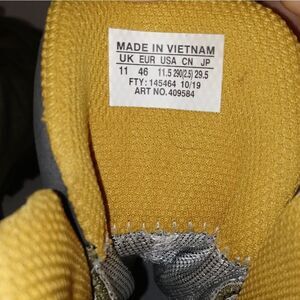 MADE IN VIETNAM
UK EUR USA CN JP
11 46 11.5 290(2.5) 29.5
FTY: 145464 10/19
ART NO. 409584